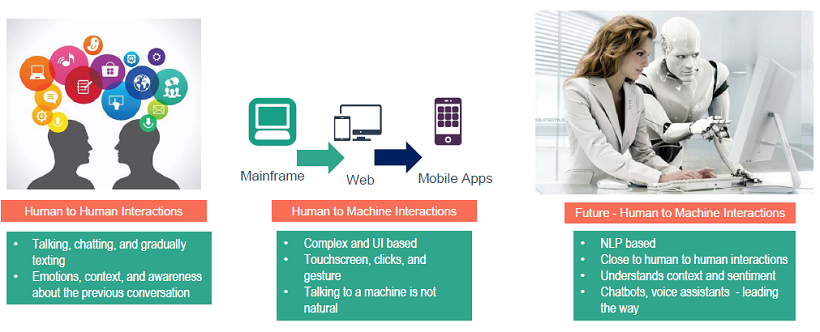 Mainframe
Web
Mobile Apps
Human to Human Interactions
• Talking, chatting, and gradually
texting
• Emotions, context, and awareness
about the previous conversation
Human to Machine Interactions
• Complex and UI based
• Touchscreen, clicks, and
gesture
• Talking to a machine is not
natural
Future - Human to Machine Interactions
• NLP based
• Close to human to human interactions
• Understands context and sentiment
• Chatbots, voice assistants - leading
the way